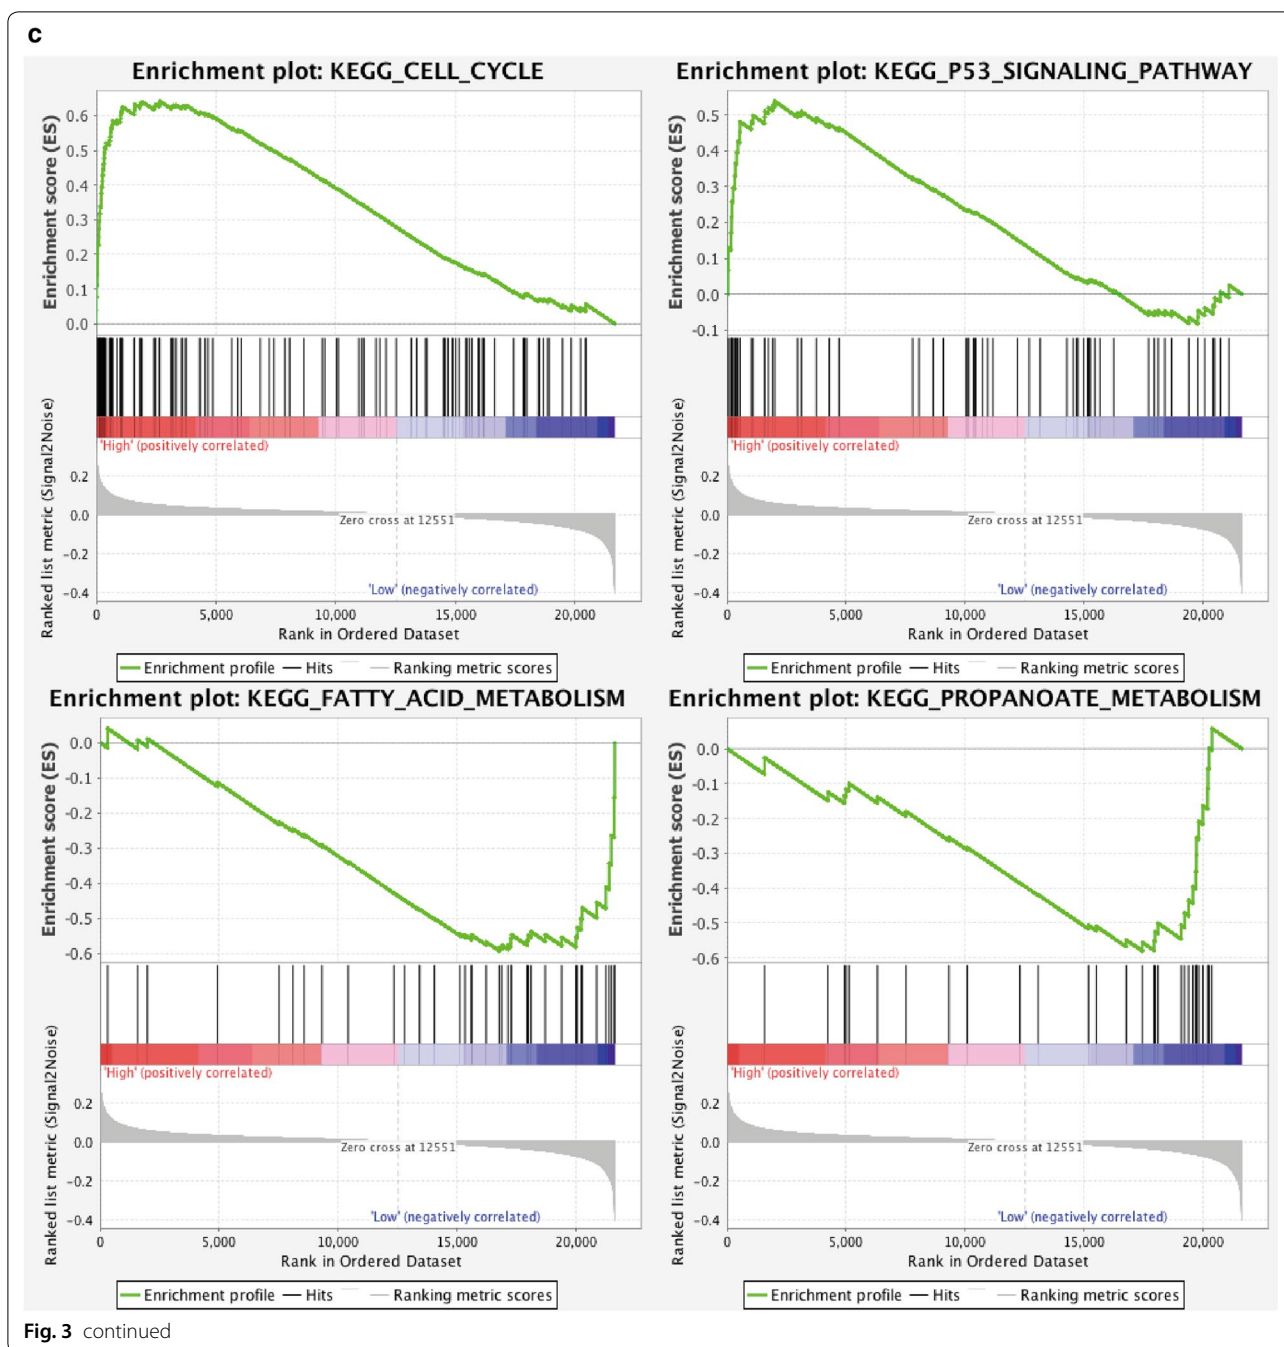 c
Enrichment plot: KEGG_CELL_CYCLE
Enrichment score (ES)
0.6
0.5
0.4
0.3
0.2
0.1
0.0
'High' (positively correlated)
Ranked list metric (Signal2Noise)
0.2
0.0
-0.2
-0.4
Zero cross at 12551
'Low' (negatively correlated)
0 5,000 10,000 15,000 20,000
Rank in Ordered Dataset
Enrichment profile Hits Ranking metric scores
Enrichment plot: KEGG_P53_SIGNALING_PATHWAY
Enrichment score (ES)
0.5
0.4
0.3
0.2
0.1
0.0
-0.1
'High' (positively correlated)
Ranked list metric (Signal2Noise)
0.2
0.0
-0.2
-0.4
Zero cross at 12551
'Low' (negatively correlated)
0 5,000 10,000 15,000 20,000
Rank in Ordered Dataset
Enrichment profile Hits Ranking metric scores
Enrichment plot: KEGG_FATTY_ACID_METABOLISM
Enrichment score (ES)
0.0
-0.1
-0.2
-0.3
-0.4
-0.5
-0.6
'High' (positively correlated)
Ranked list metric (Signal2Noise)
0.2
0.0
-0.2
-0.4
Zero cross at 12551
'Low' (negatively correlated)
0 5,000 10,000 15,000 20,000
Rank in Ordered Dataset
Enrichment profile Hits Ranking metric scores
Enrichment plot: KEGG_PROPANOATE_METABOLISM
Enrichment score (ES)
0.0
-0.1
-0.2
-0.3
-0.4
-0.5
-0.6
'High' (positively correlated)
Ranked list metric (Signal2Noise)
0.2
0.0
-0.2
-0.4
Zero cross at 12551
'Low' (negatively correlated)
0 5,000 10,000 15,000 20,000
Rank in Ordered Dataset
Enrichment profile Hits Ranking metric scores
Fig. 3 continued